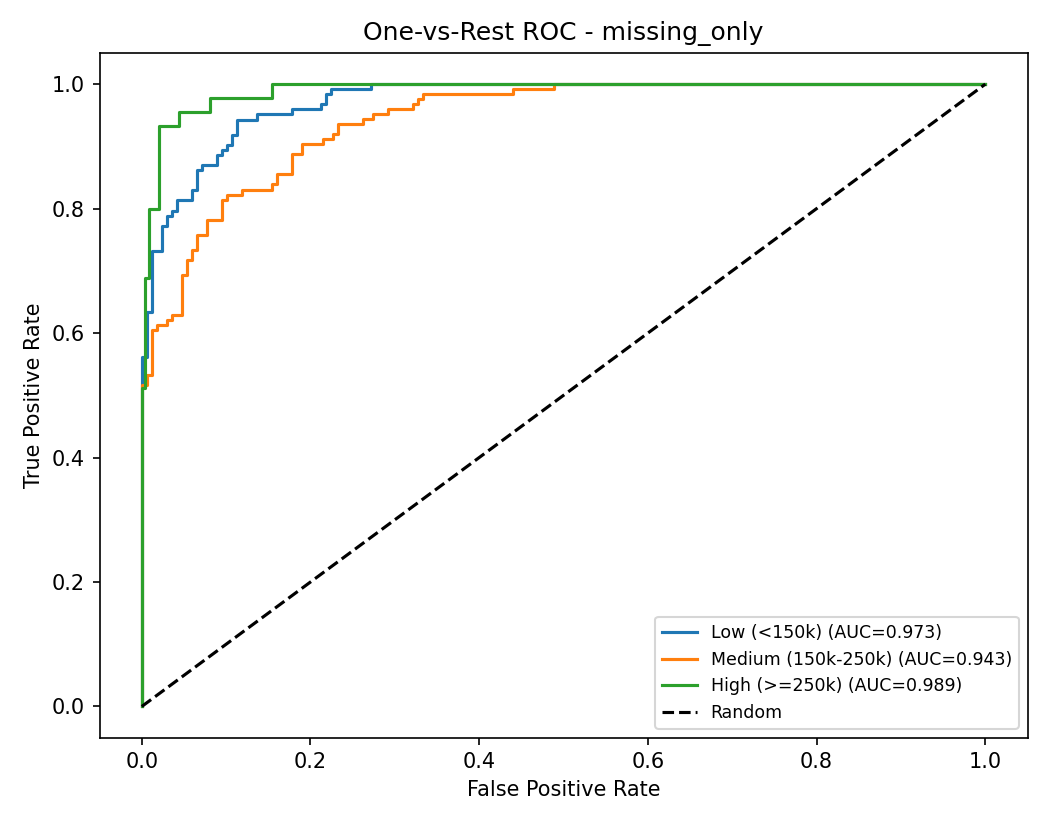 One-vs-Rest ROC - missing_only
True Positive Rate
1.0
0.8
0.6
0.4
0.2
0.0
Low (<150k) (AUC=0.973)
Medium (150k-250k) (AUC=0.943)
High (>=250k) (AUC=0.989)
Random
0.0 0.2 0.4 0.6 0.8 1.0
False Positive Rate